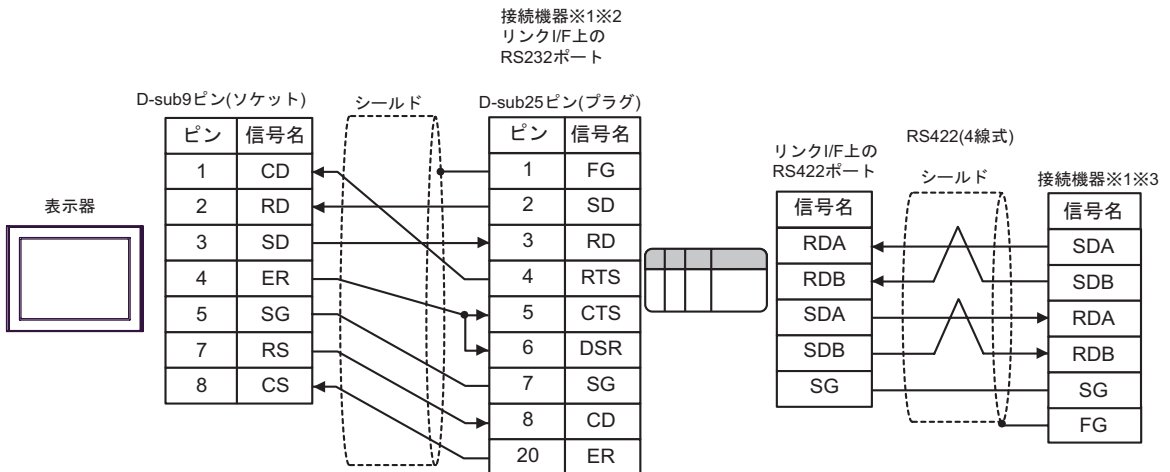 接続機器※1※2
リンクI/F上の
RS232ポート
D-sub9ピン(ソケット)
シールド
D-sub25ピン(プラグ)
ピン 信号名
1 CD
2 RD
3 SD
4 ER
5 SG
7 RS
8 CS
ピン 信号名
1 FG
2 SD
3 RD
4 RTS
5 CTS
6 DSR
7 SG
8 CD
20 ER
表示器
RS422(4線式)
リンクI/F上の
RS422ポート
シールド
接続機器※1※3
信号名
RDA
RDB
SDA
SDB
SG
信号名
SDA
SDB
RDA
RDB
SG
FG